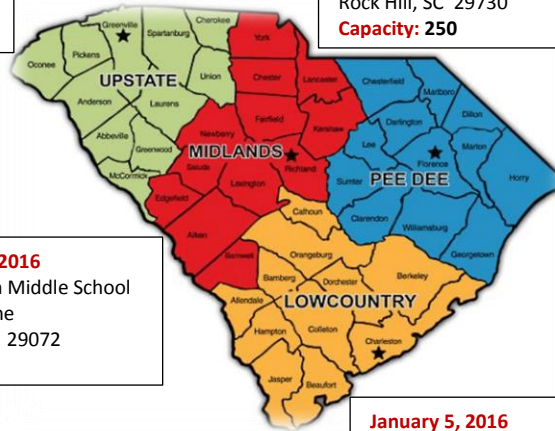 Rock Hill, SC 29730
Capacity: 250
Greenville
Spartanburg
Cherokee
York
Oconee
Pickens
UPSTATE
Union
Chester
Lancaster
Chesterfield
Marlboro
Anderson
Laurens
Fairfield
Kershaw
Darlington
Dillon
Abbeville
Greenwood
Newberry
Lee
Marion
MIDLANDS
Richland
Florence
McCormick
Saluda
Lexington
Sumter
PEE DEE
Horry
Edgefield
Calhoun
Clarendon
Williamsburg
Aiken
Georgetown
Barnwell
Orangeburg
Bamberg
Dorchester
Berkeley
Allendale
LOWCOUNTRY
Hampton
Colleton
Charleston
Jasper
Beaufort
2016
Middle School
29072
January 5, 2016